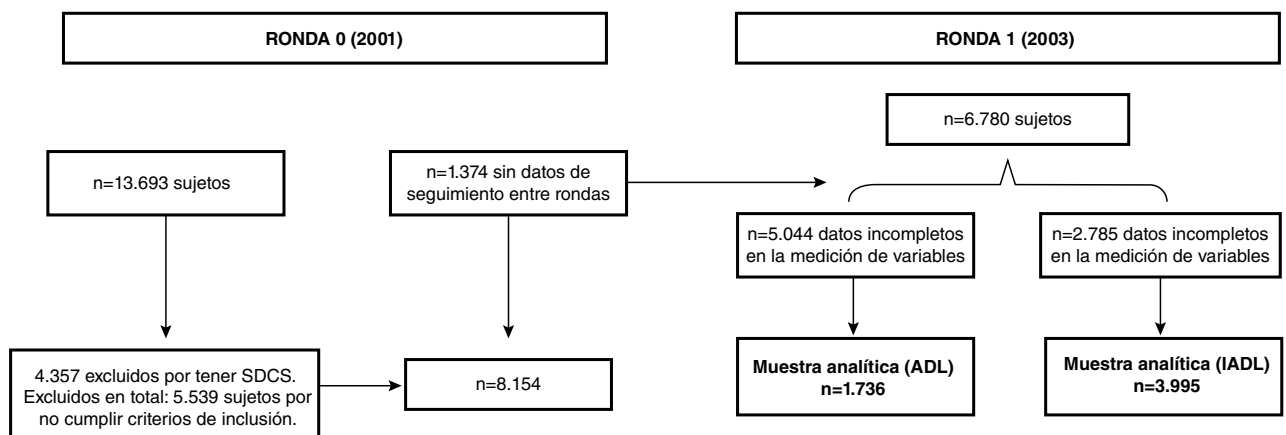 RONDA 0 (2001)
RONDA 1 (2003)
n=6.780 sujetos
n=13.693 sujetos
n=1.374 sin datos de
seguimiento entre rondas
n=5.044 datos incompletos
en la medición de variables
n=2.785 datos incompletos
en la medición de variables
4.357 excluidos por tener SDCS.
Excluidos en total: 5.539 sujetos por
no cumplir criterios de inclusión.
n=8.154
Muestra analítica (ADL)
n=1.736
Muestra analítica (IADL)
n=3.995